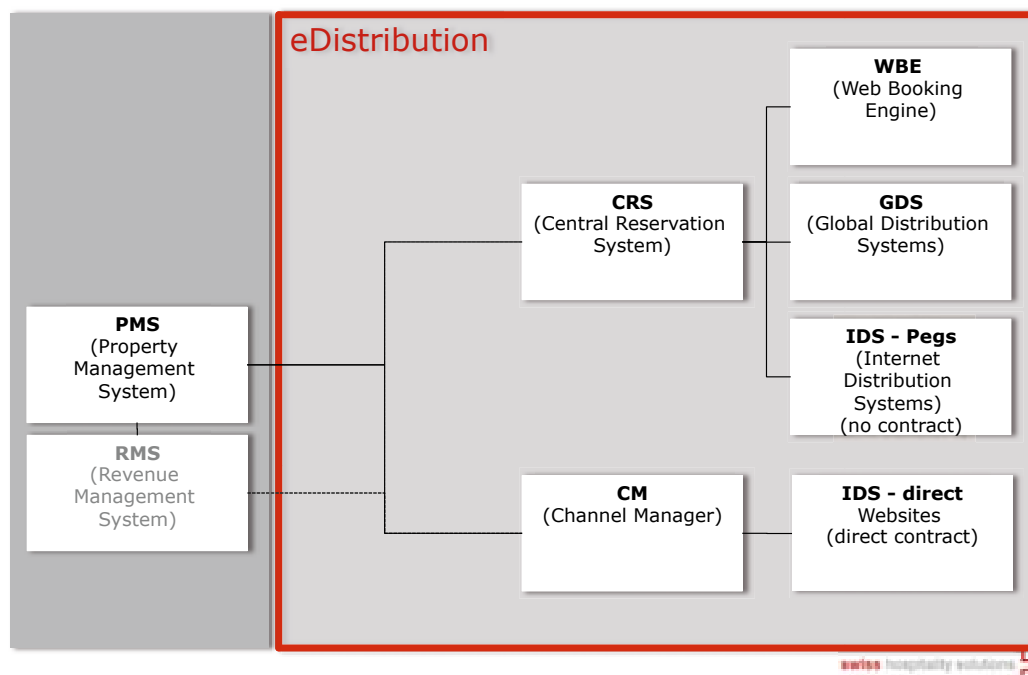 eDistribution
WBE
(Web Booking
Engine)
CRS
(Central Reservation
System)
GDS
(Global Distribution
Systems)
PMS
(Property
Management
System)
IDS - Pegs
(Internet
Distribution
Systems)
(no contract)
RMS
(Revenue
Management
System)
CM
(Channel Manager)
IDS - direct
Websites
(direct contract)
swiss hospitality solutions